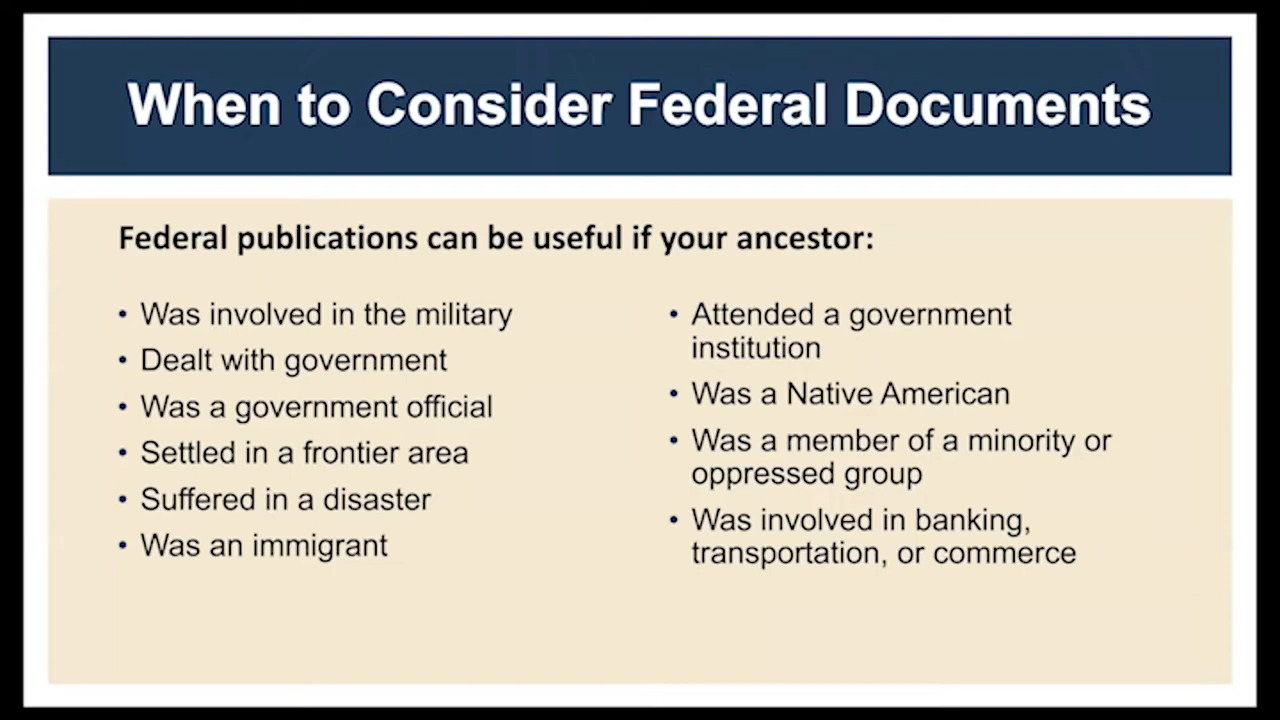 When to Consider Federal Documents
Federal publications can be useful if your ancestor:
• Was involved in the military
• Dealt with government
• Was a government official
• Settled in a frontier area
• Suffered in a disaster
• Was an immigrant
• Attended a government
institution
• Was a Native American
• Was a member of a minority or
oppressed group
• Was involved in banking,
transportation, or commerce